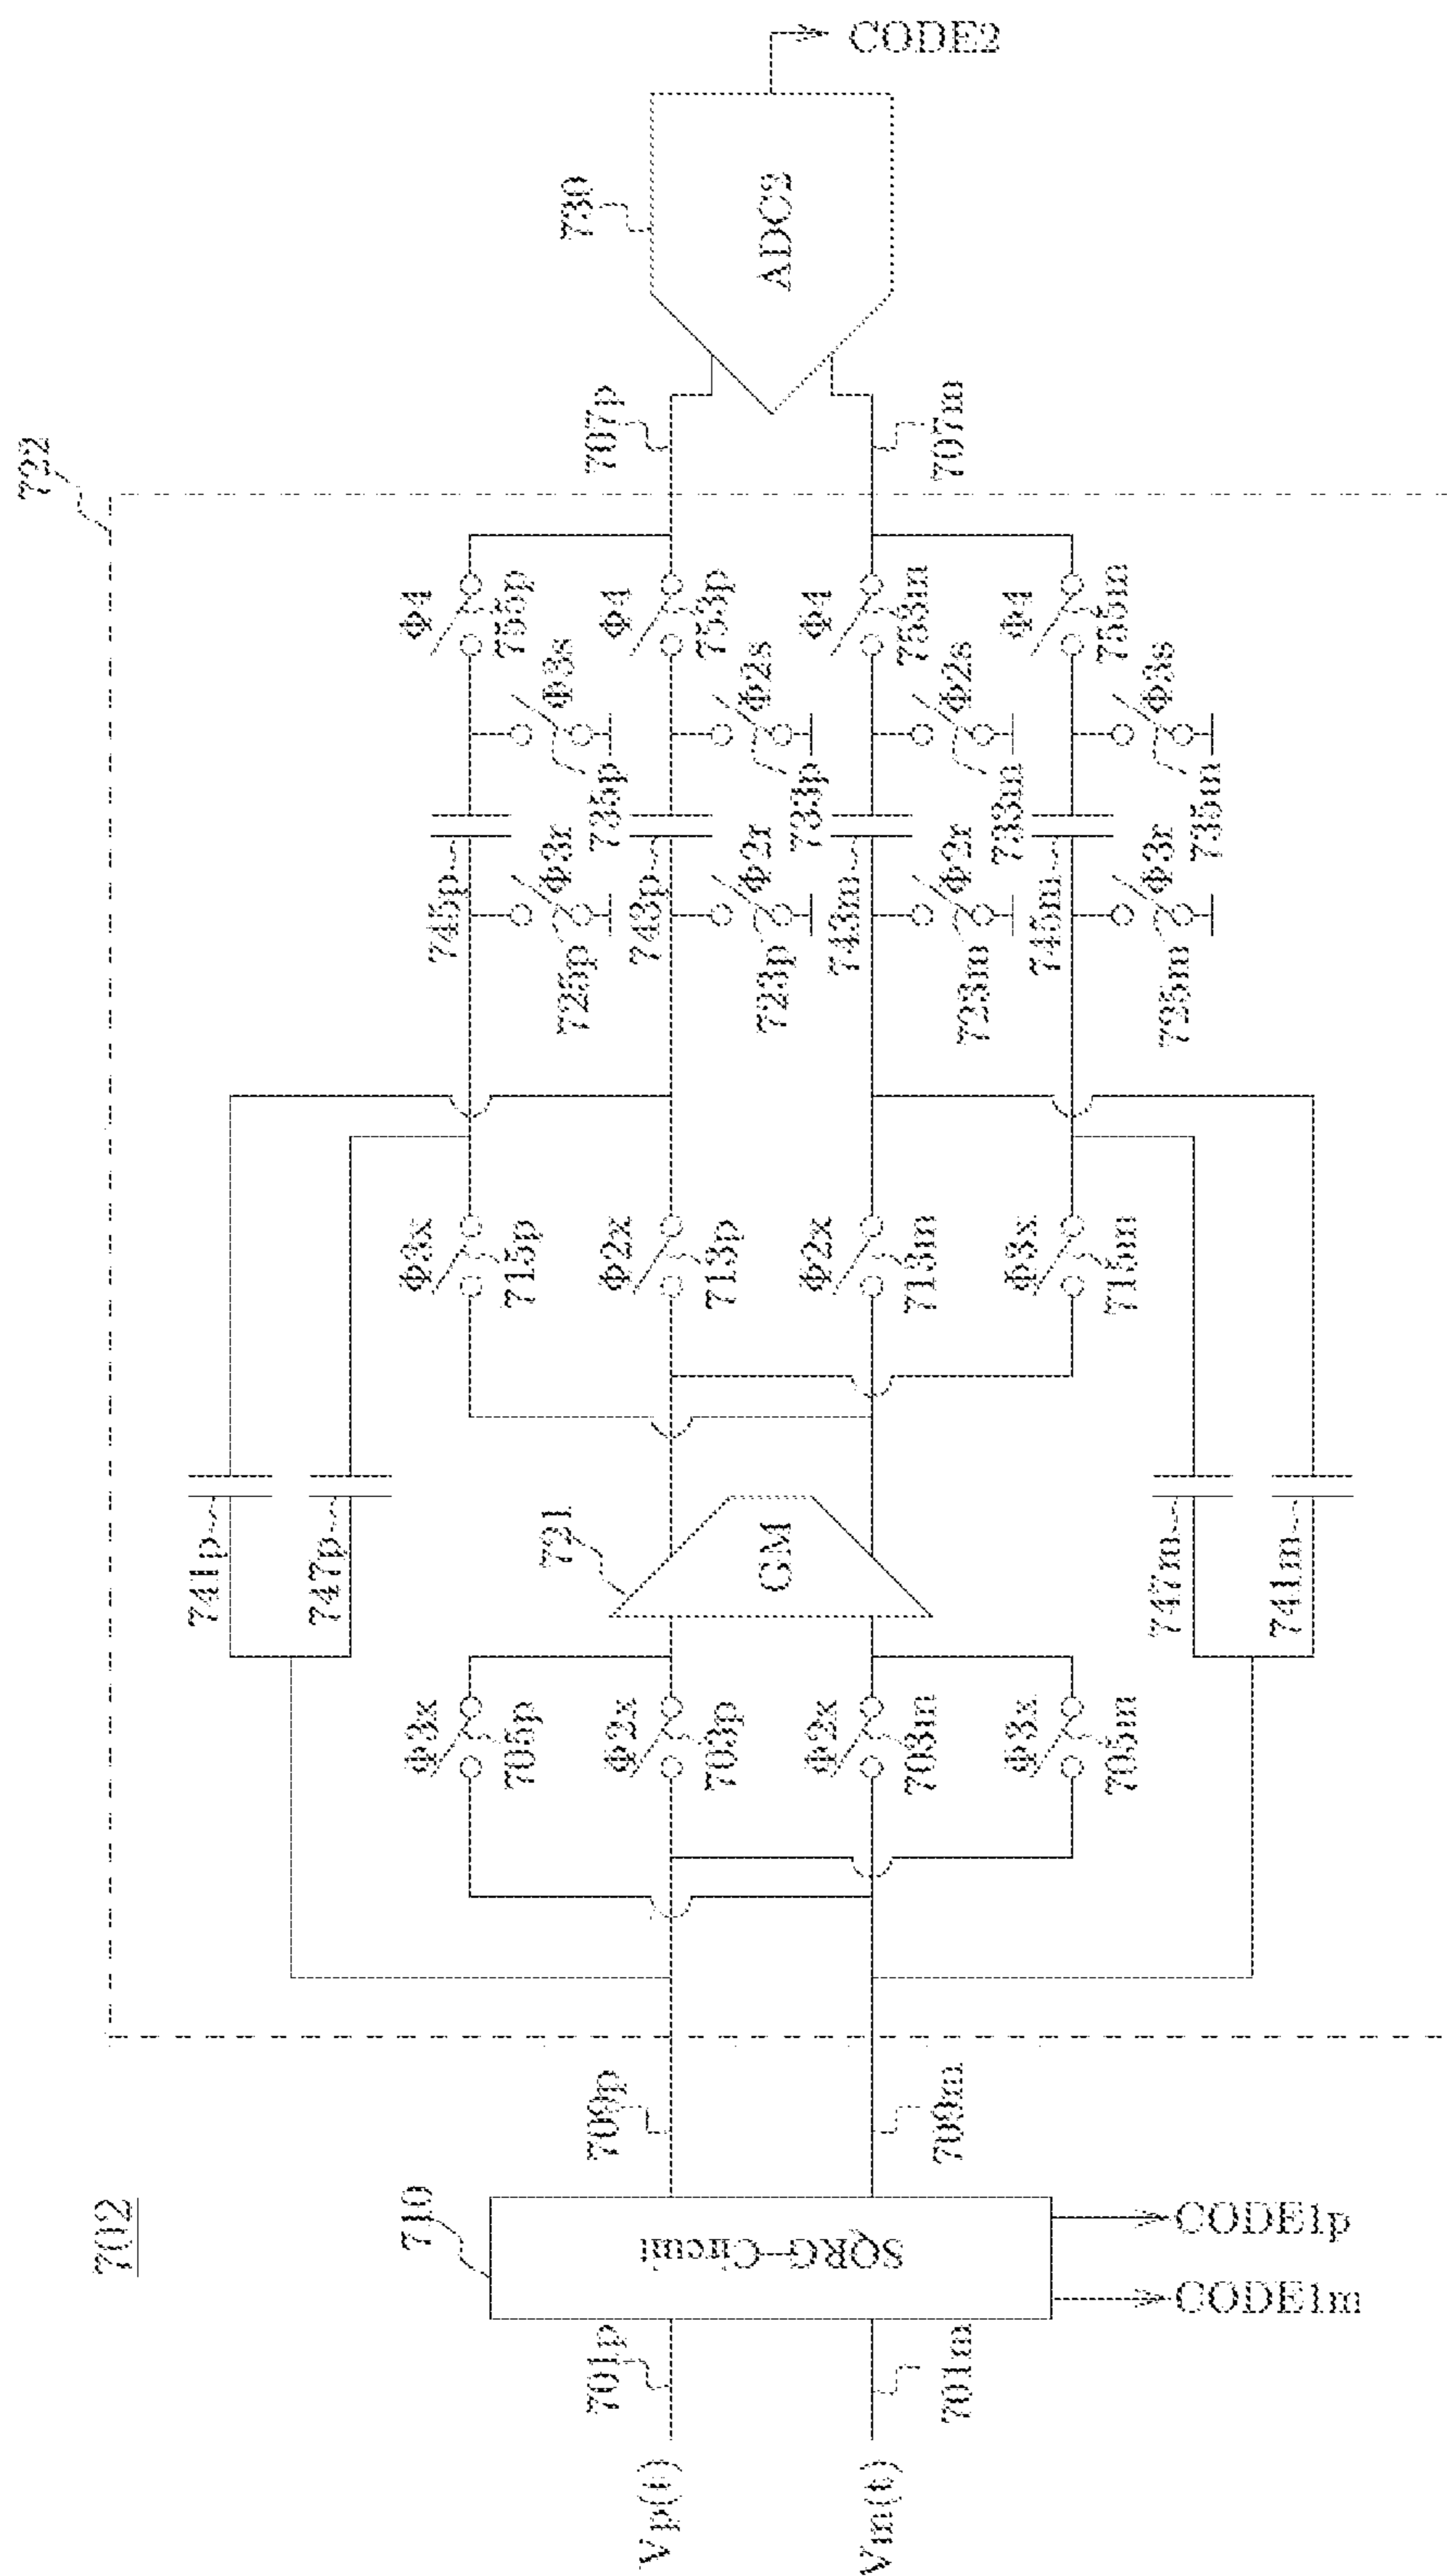 702
722
Vp(t)
Vm(t)
701p
701m
710
SQRG-Circuit
CODE1p
CODE1m
709p
709m
Φ3x
705p
Φ2x
703p
Φ2x
703m
Φ3x
705m
741p
747p
747m
741m
721
GM
Φ3x
715p
Φ2x
713p
Φ2x
713m
Φ3x
715m
745p
743p
743m
745m
Φ3r
725p
Φ2r
723p
Φ2r
723m
Φ3r
725m
Φ3s
735p
Φ2s
733p
Φ2s
733m
Φ3s
735m
Φ4
755p
Φ4
753p
Φ4
753m
Φ4
755m
707p
707m
730
ADC2
CODE2